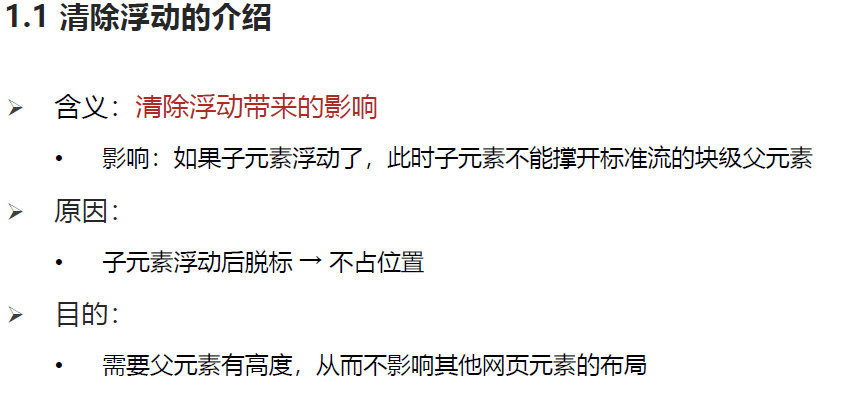 1.1 清除浮动的介绍
含义：清除浮动带来的影响
影响：如果子元素浮动了，此时子元素不能撑开标准流的块级父元素
原因：
子元素浮动后脱标 → 不占位置
目的：
需要父元素有高度，从而不影响其他网页元素的布局